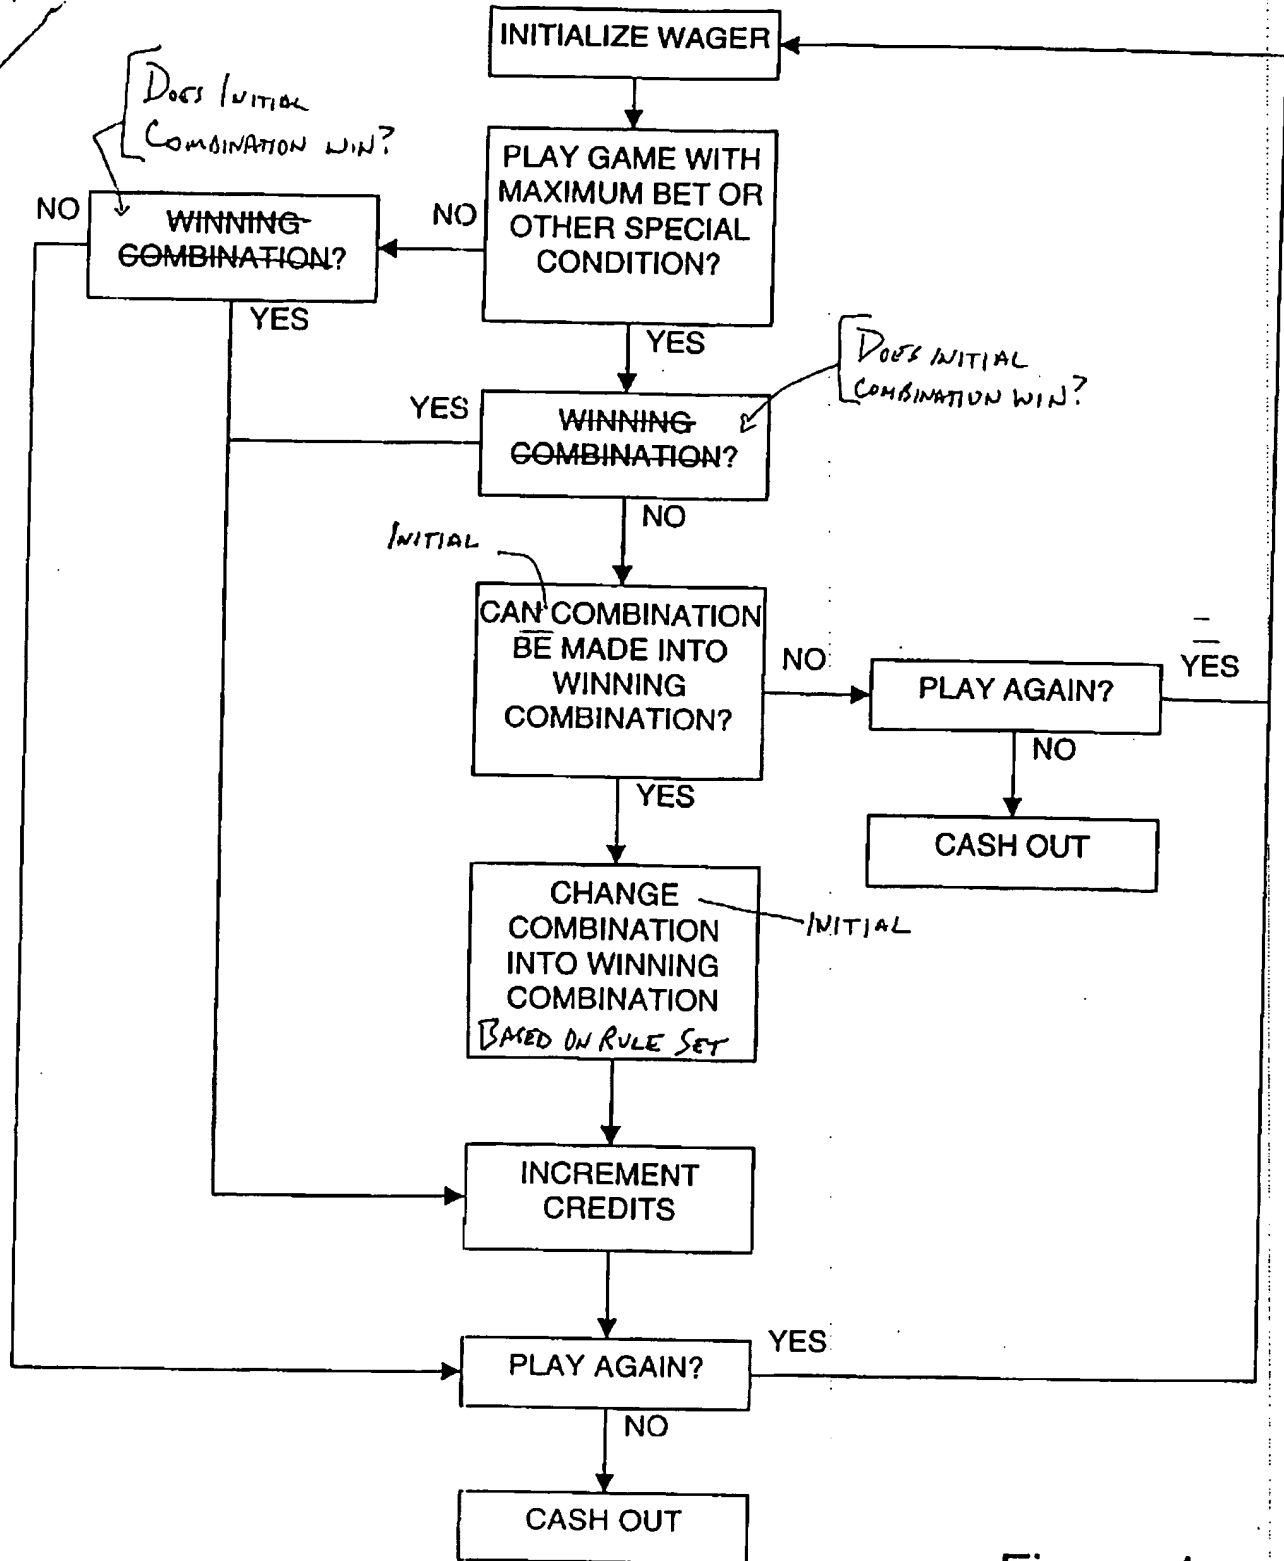 INITIALIZE WAGER
DOES INITIAL
COMBINATION WIN?
PLAY GAME WITH
MAXIMUM BET OR
OTHER SPECIAL
CONDITION?
NO
NO
WINNING
COMBINATION?
YES
YES
DOES INITIAL
COMBINATION WIN?
YES
WINNING
COMBINATION?
NO
INITIAL
CAN COMBINATION
BE MADE INTO
WINNING
COMBINATION?
NO
PLAY AGAIN?
YES
NO
YES
CASH OUT
CHANGE
COMBINATION
INTO WINNING
COMBINATION
BASED ON RULE SET
INITIAL
INCREMENT
CREDITS
PLAY AGAIN?
YES
NO
CASH OUT